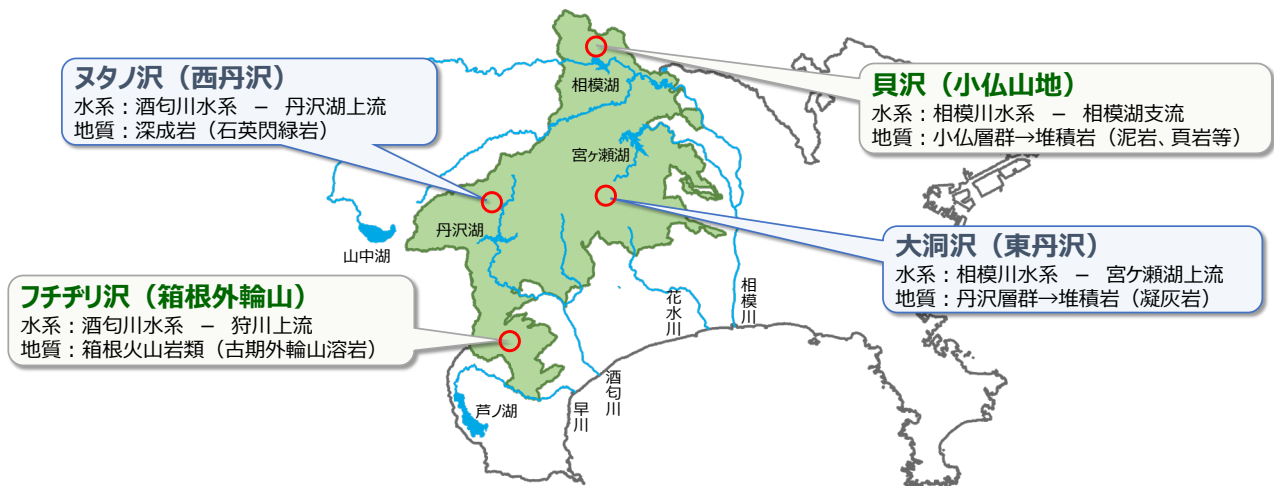 ヌタノ沢（西丹沢）
水系：酒匂川水系　−　丹沢湖上流
地質：深成岩（石英閃緑岩）
貝沢（小仏山地）
水系：相模川水系　−　相模湖支流
地質：小仏層群→堆積岩（泥岩、頁岩等）
相模湖
宮ヶ瀬湖
丹沢湖
山中湖
大洞沢（東丹沢）
水系：相模川水系　−　宮ケ瀬湖上流
地質：丹沢層群→堆積岩（凝灰岩）
フチヂリ沢（箱根外輪山）
水系：酒匂川水系　−　狩川上流
地質：箱根火山岩類（古期外輪山溶岩）
花水川
相模川
酒匂川
早川
芦ノ湖